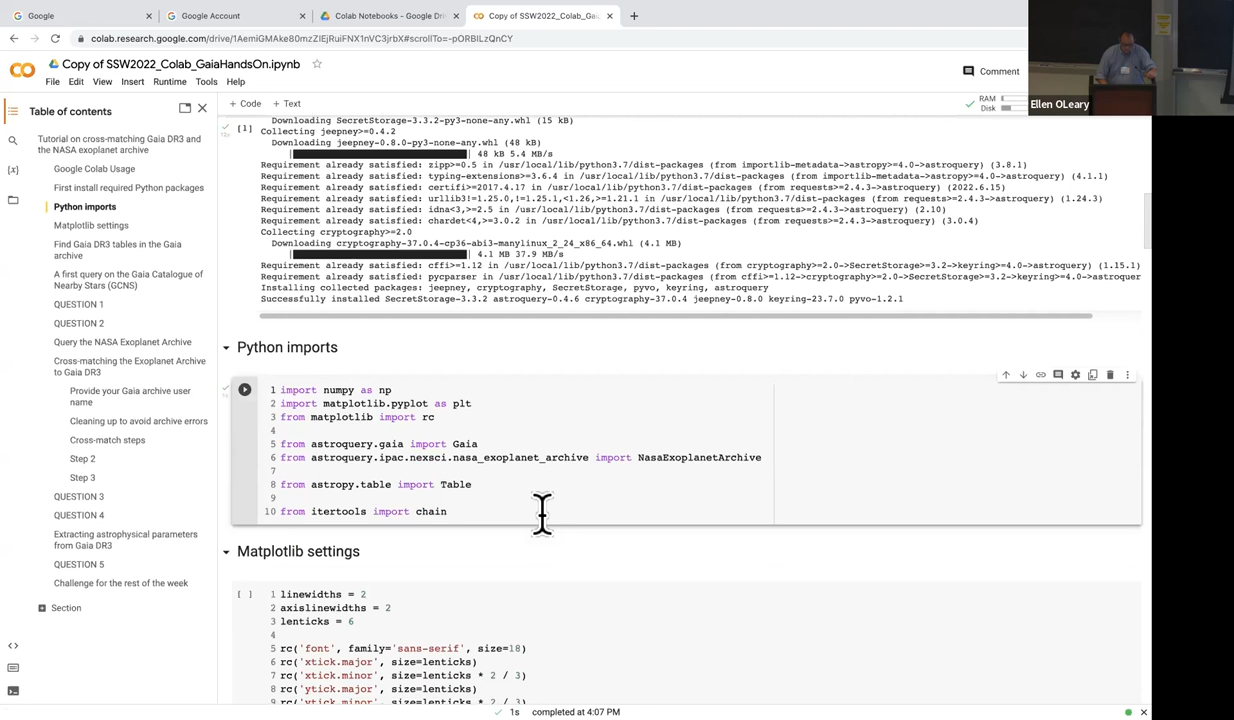 Google
Google Account
Colab Notebooks - Google Dri
Copy of SSW2022_Colab_Gai
colab.research.google.com/drive/1AemiGMAke80mzZIEjRuiFNX1nVC3jrbX#scrollTo=-pORBILzQnCY
Copy of SSW2022_Colab_GaiaHandsOn.ipynb
File Edit View Insert Runtime Tools Help
Comment
Ellen OLeary
Table of contents
+ Code + Text
RAM
Disk
Tutorial on cross-matching Gaia DR3 and
the NASA exoplanet archive
Google Colab Usage
First install required Python packages
Python imports
Matplotlib settings
Find Gaia DR3 tables in the Gaia
archive
A first query on the Gaia Catalogue of
Nearby Stars (GCNS)
QUESTION 1
QUESTION 2
Query the NASA Exoplanet Archive
Cross-matching the Exoplanet Archive
to Gaia DR3
Provide your Gaia archive user
name
Cleaning up to avoid archive errors
Cross-match steps
Step 2
Step 3
QUESTION 3
QUESTION 4
Extracting astrophysical parameters
from Gaia DR3
QUESTION 5
Challenge for the rest of the week
Section
Downloading SecretStorage-3.3.2-py3-none-any.whl (15 kB)
[1] Collecting jeepney>=0.4.2
12s
Downloading jeepney-0.8.0-py3-none-any.whl (48 kB)
48 kB 5.4 MB/s
Requirement already satisfied: zipp>=0.5 in /usr/local/lib/python3.7/dist-packages (from importlib-metadata->astropy>=4.0->astroquery) (3.8.1)
Requirement already satisfied: typing-extensions>=3.6.4 in /usr/local/lib/python3.7/dist-packages (from importlib-metadata->astropy>=4.0->astroquery) (4.1.1)
Requirement already satisfied: certifi>=2017.4.17 in /usr/local/lib/python3.7/dist-packages (from requests>=2.4.3->astroquery) (2022.6.15)
Requirement already satisfied: urllib3!=1.25.0,!=1.25.1,<1.26,>=1.21.1 in /usr/local/lib/python3.7/dist-packages (from requests>=2.4.3->astroquery) (1.24.3)
Requirement already satisfied: idna<3,>=2.5 in /usr/local/lib/python3.7/dist-packages (from requests>=2.4.3->astroquery) (2.10)
Requirement already satisfied: chardet<4,>=3.0.2 in /usr/local/lib/python3.7/dist-packages (from requests>=2.4.3->astroquery) (3.0.4)
Collecting cryptography>=2.0
Downloading cryptography-37.0.4-cp36-abi3-manylinux_2_24_x86_64.whl (4.1 MB)
4.1 MB 37.9 MB/s
Requirement already satisfied: cffi>=1.12 in /usr/local/lib/python3.7/dist-packages (from cryptography>=2.0->SecretStorage>=3.2->keyring>=4.0->astroquery) (1.15.1)
Requirement already satisfied: pycparser in /usr/local/lib/python3.7/dist-packages (from cffi>=1.12->cryptography>=2.0->SecretStorage>=3.2->keyring>=4.0->astroquer
Installing collected packages: jeepney, cryptography, SecretStorage, pyvo, keyring, astroquery
Successfully installed SecretStorage-3.3.2 astroquery-0.4.6 cryptography-37.0.4 jeepney-0.8.0 keyring-23.7.0 pyvo-1.2.1
Python imports
1 import numpy as np
2 import matplotlib.pyplot as plt
3 from matplotlib import rc
4
5 from astroquery.gaia import Gaia
6 from astroquery.ipac.nexsci.nasa_exoplanet_archive import NasaExoplanetArchive
7
8 from astropy.table import Table
9
10 from itertools import chain
Matplotlib settings
[ ] 1 linewidths = 2
2 axislinewidths = 2
3 lenticks = 6
4
5 rc('font', family='sans-serif', size=18)
6 rc('xtick.major', size=lenticks)
7 rc('xtick.minor', size=lenticks * 2 / 3)
8 rc('ytick.major', size=lenticks)
9 rc('ytick.minor', size=lenticks * 2 / 3)
1s completed at 4:07 PM